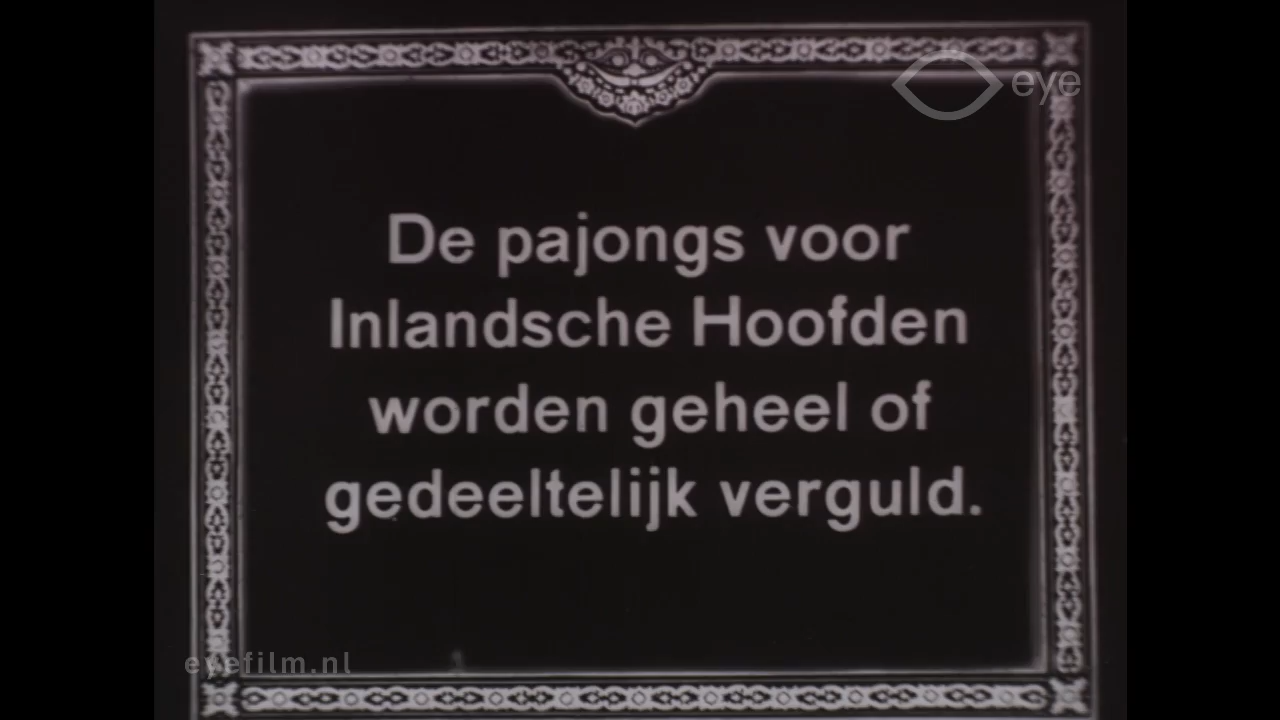 eye
De pajongs voor
Inlandsche Hoofden
worden geheel of
gedeeltelijk verguld.
eyefilm.nl